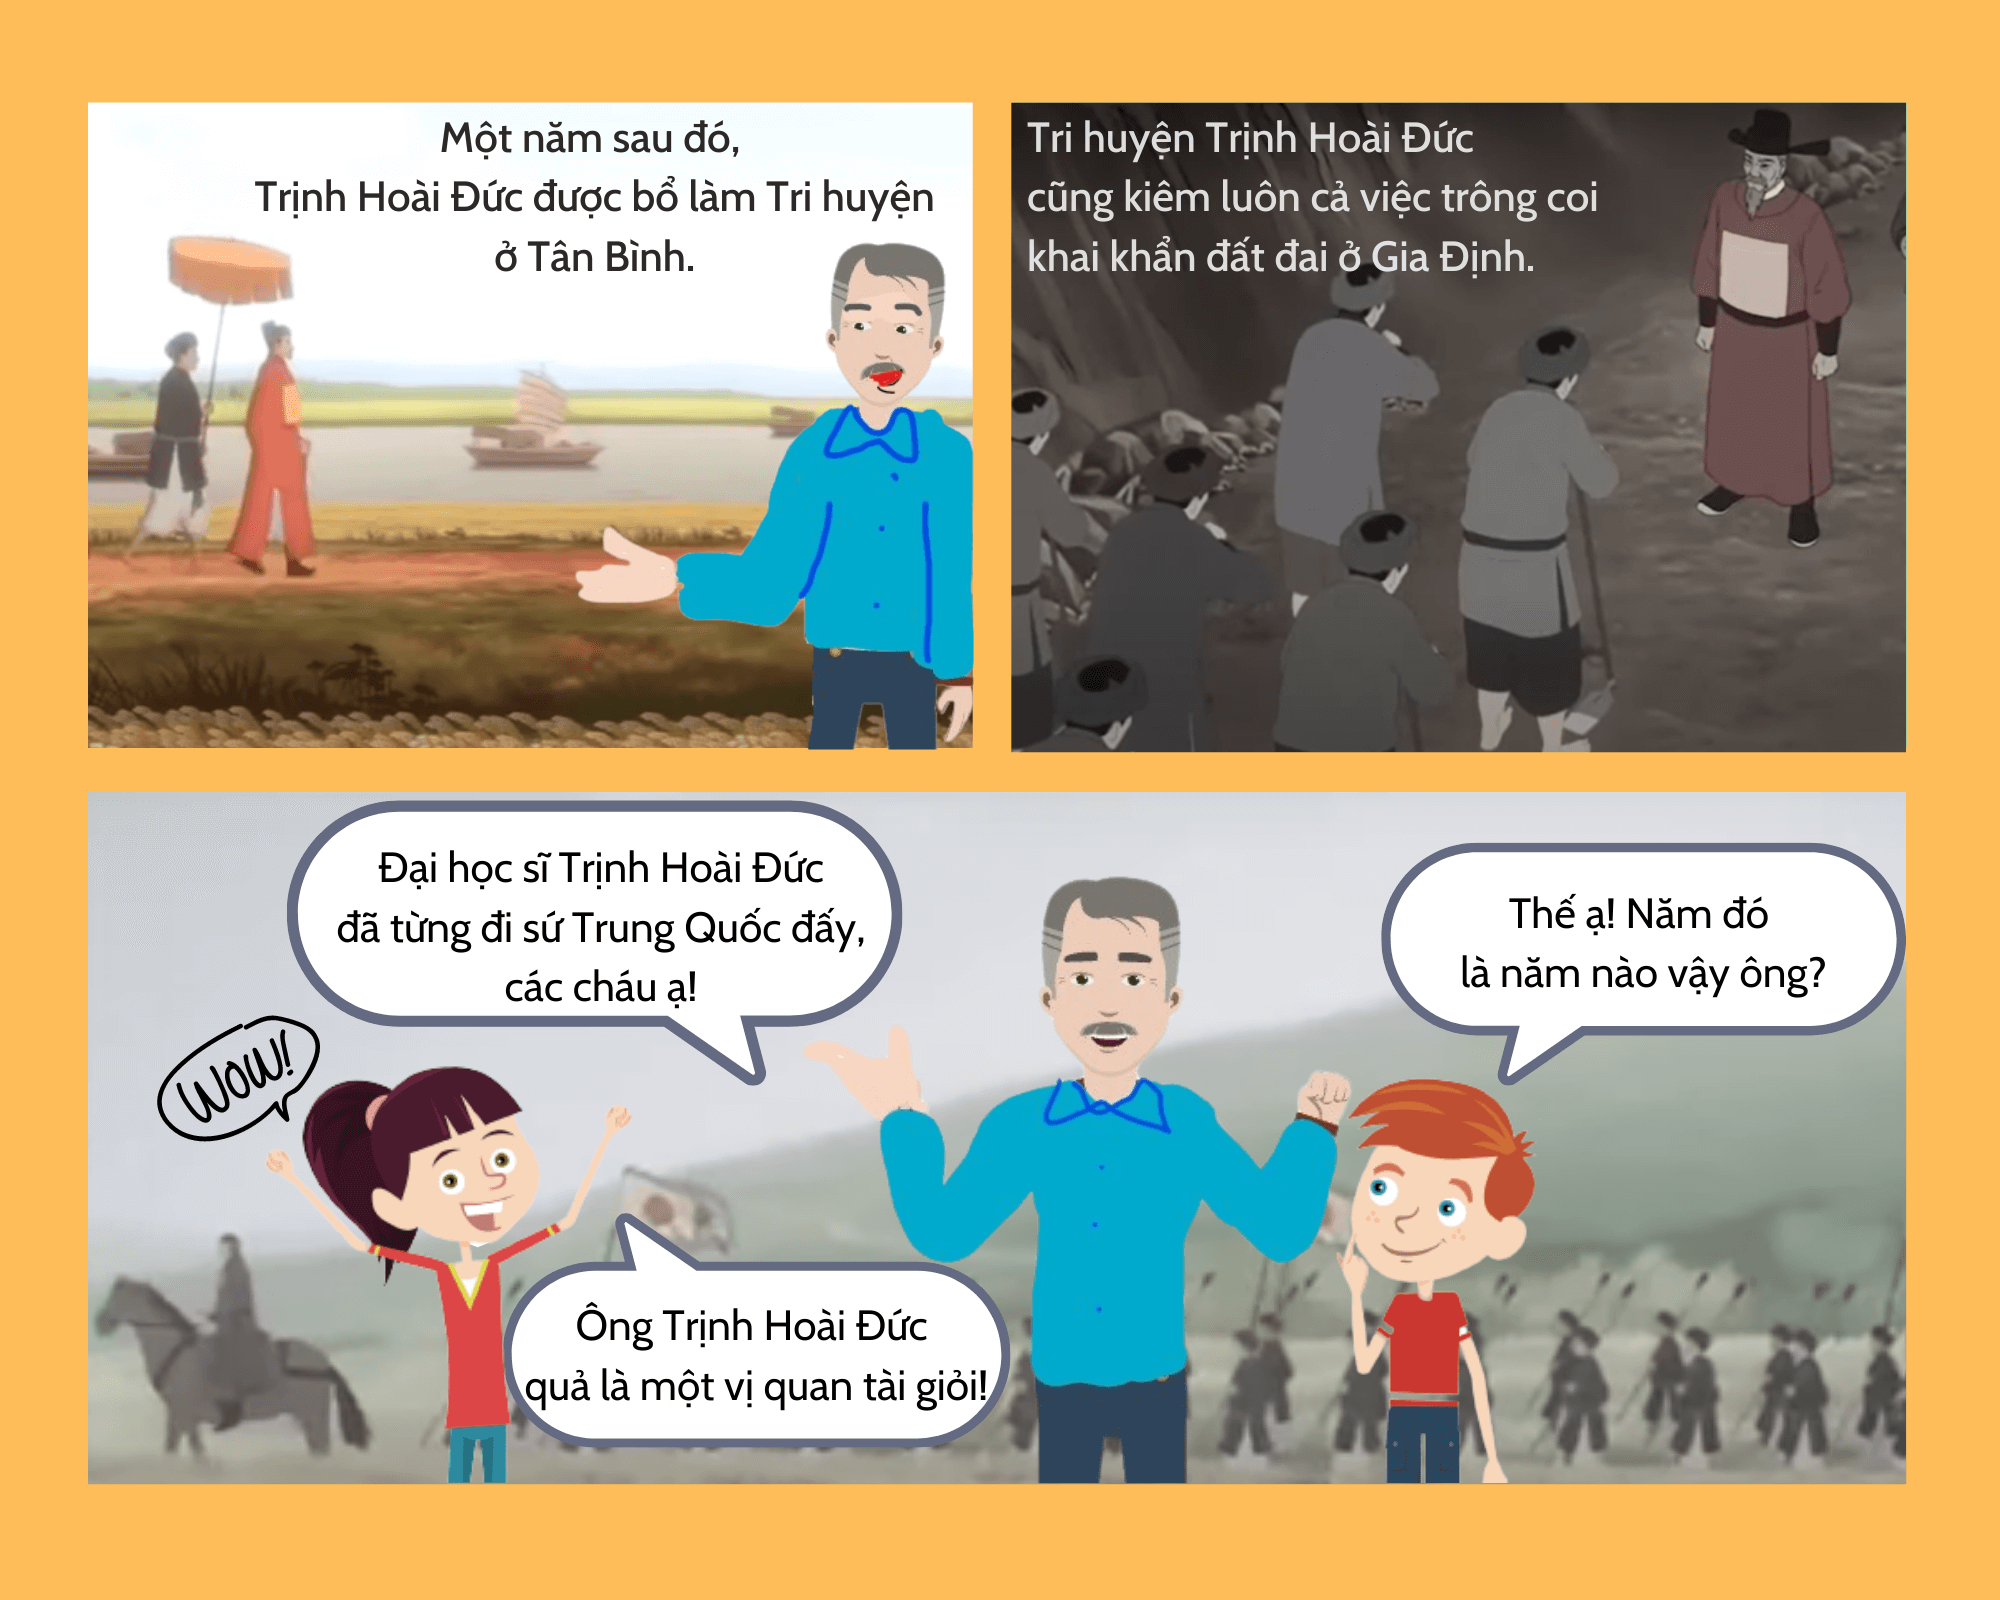 Một năm sau đó,
Trịnh Hoài Đức được bổ làm Tri huyện
ở Tân Bình.
Tri huyện Trịnh Hoài Đức
cũng kiêm luôn cả việc trông coi
khai khẩn đất đai ở Gia Định.
Đại học sĩ Trịnh Hoài Đức
đã từng đi sứ Trung Quốc đấy,
các cháu ạ!
Thế ạ! Năm đó
là năm nào vậy ông?
WOW!
Ông Trịnh Hoài Đức
quả là một vị quan tài giỏi!